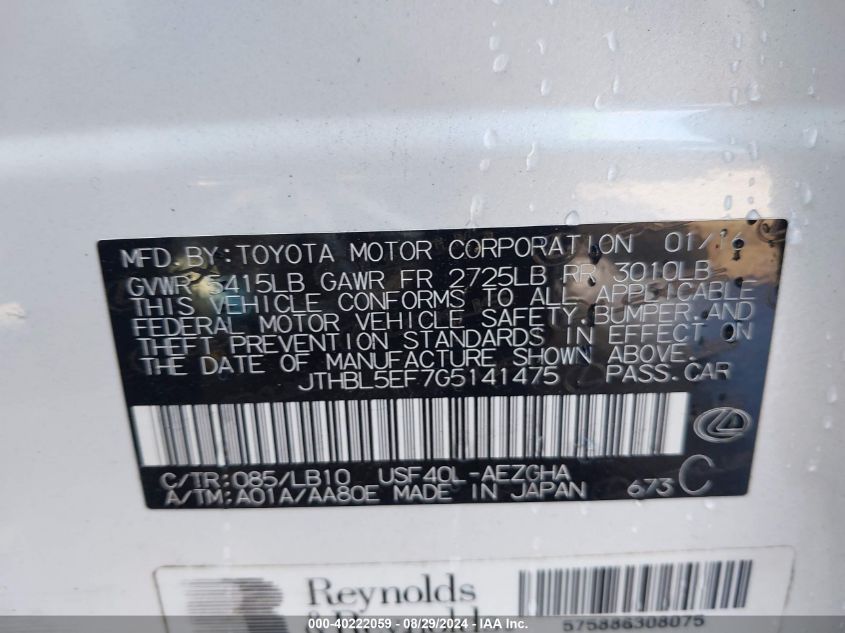 MFD.BY:TOYOTA MOTOR CORPORATION 01/16
GVWR 5415LB GAWR FR 2725LB RR 3010LB
THIS VEHICLE CONFORMS TO ALL APPLICABLE
FEDERAL MOTOR VEHICLE SAFETY,BUMPER,AND
THEFT PREVENTION STANDARDS IN EFFECT ON
THE DATE OF MANUFACTURE SHOWN ABOVE.
JTHBL5EF7G5141475 PASS.CAR
C/TR:085/LB10 USF40L-AEZGHA
A/TM:A01A/AA80E MADE IN JAPAN 673 C
Reynolds
& Reynolds
575886308075
000-40222059 - 08/29/2024 - IAA Inc.